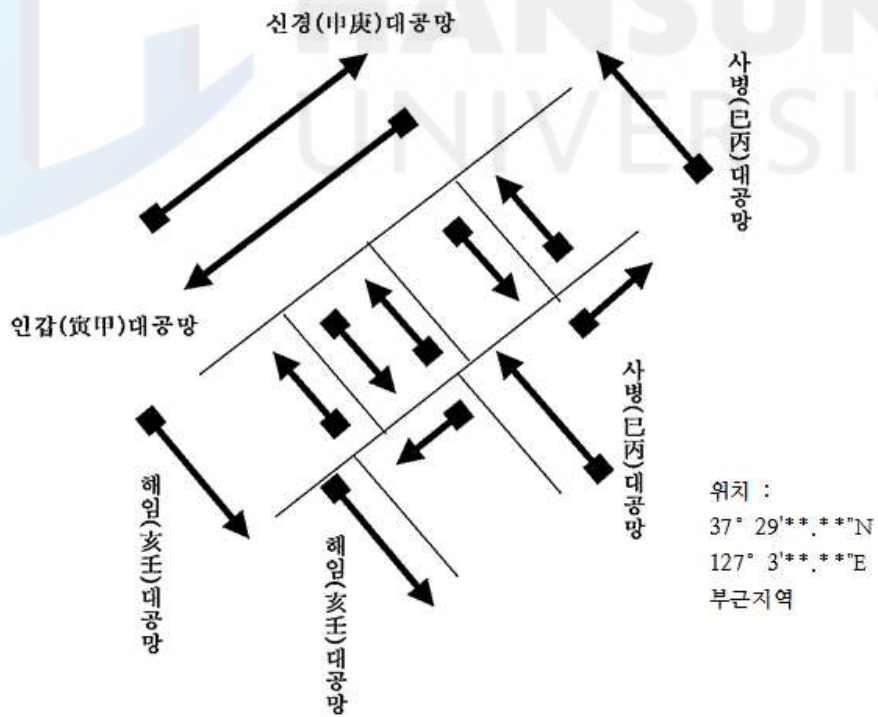 HANSUN
UNIVERSI
신경(申庚)대공망
사병(巳丙)대공망
인갑(寅甲)대공망
사병(巳丙)대공망
해임(亥壬)대공망
해임(亥壬)대공망
위치 :
37° 29'**.**"N
127° 3'**.**"E
부근지역